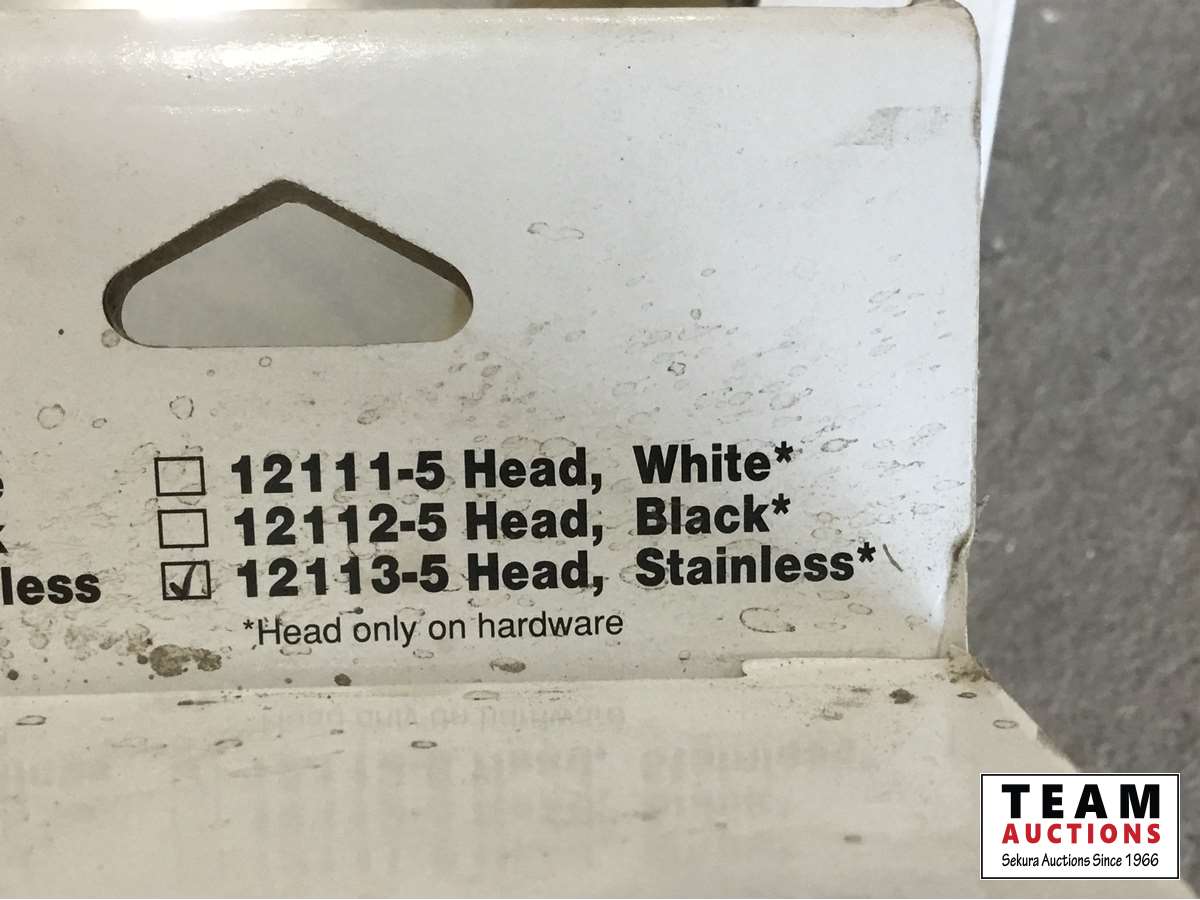 ☐ 12111-5 Head, White*
☐ 12112-5 Head, Black*
less ☑ 12113-5 Head, Stainless*
*Head only on hardware
TEAM
AUCTIONS
Sekura Auctions Since 1966